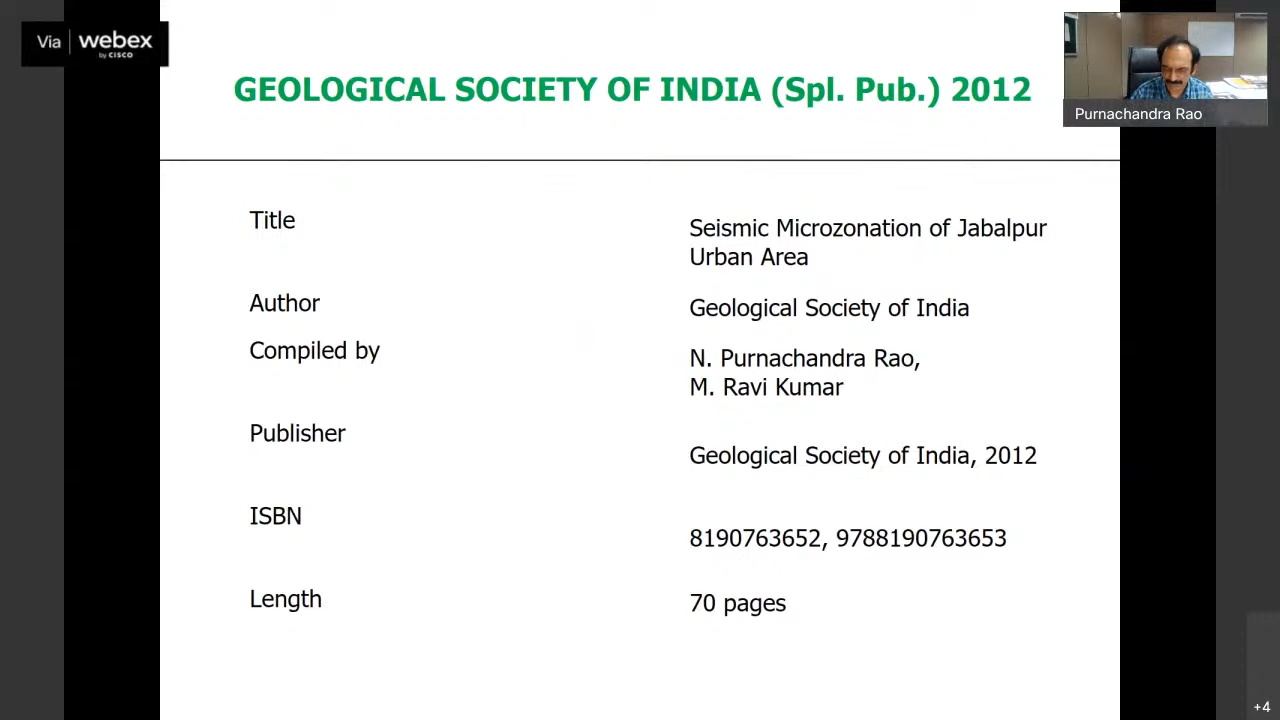 Via webex
by CISCO
GEOLOGICAL SOCIETY OF INDIA (Spl. Pub.) 2012
Purnachandra Rao
Title
Seismic Microzonation of Jabalpur
Urban Area
Author
Geological Society of India
Compiled by
N. Purnachandra Rao,
M. Ravi Kumar
Publisher
Geological Society of India, 2012
ISBN
8190763652, 9788190763653
Length
70 pages
+4